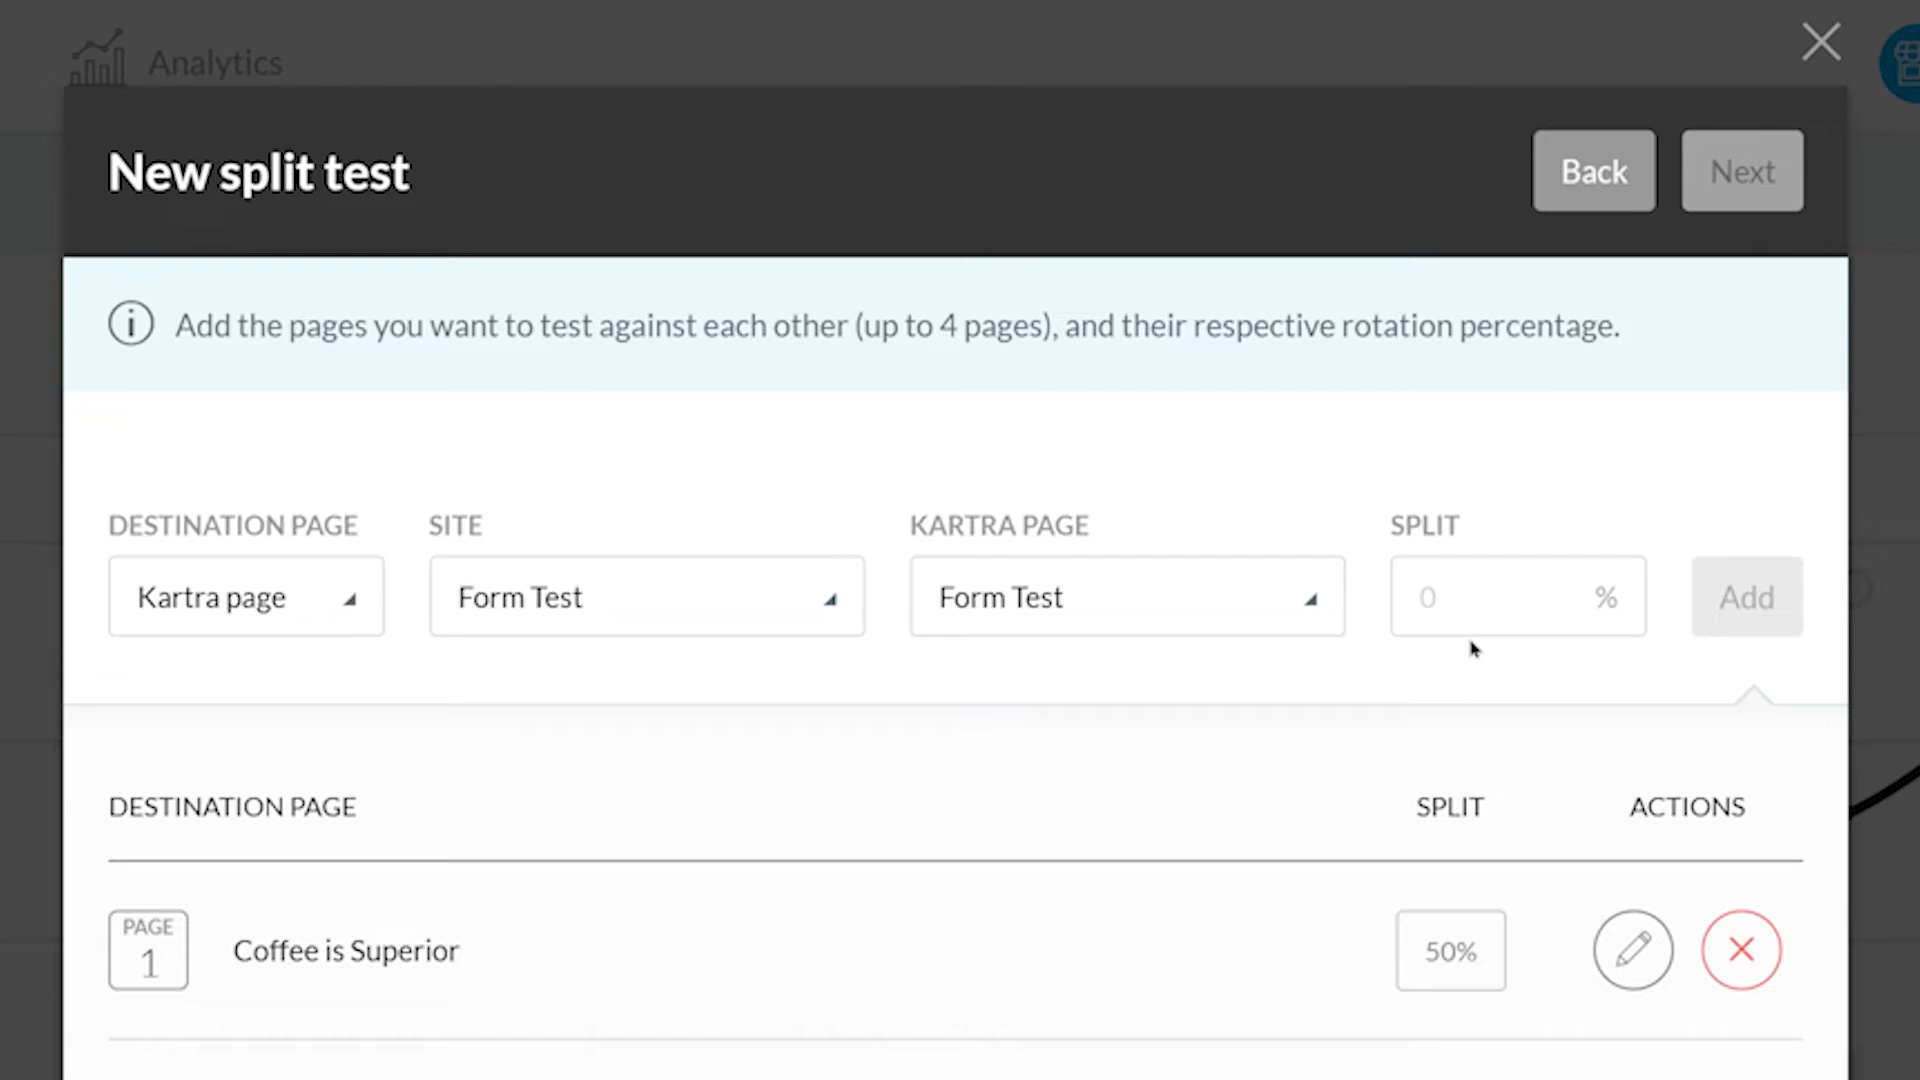 Analytics
New split test
Back
Next
Add the pages you want to test against each other (up to 4 pages), and their respective rotation percentage.
DESTINATION PAGE
SITE
KARTRA PAGE
SPLIT
Kartra page
Form Test
Form Test
0
%
Add
DESTINATION PAGE
SPLIT
ACTIONS
PAGE
1
Coffee is Superior
50%